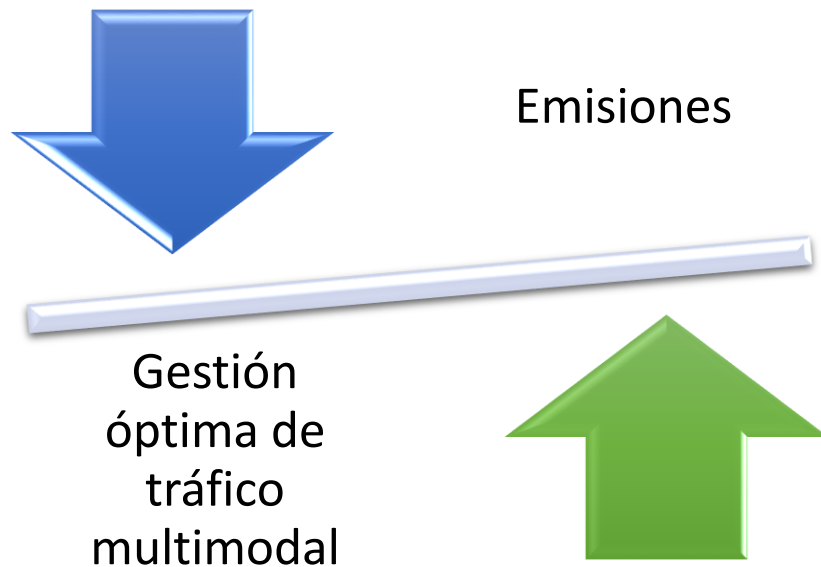 Emisiones
Gestión
óptima de
tráfico
multimodal